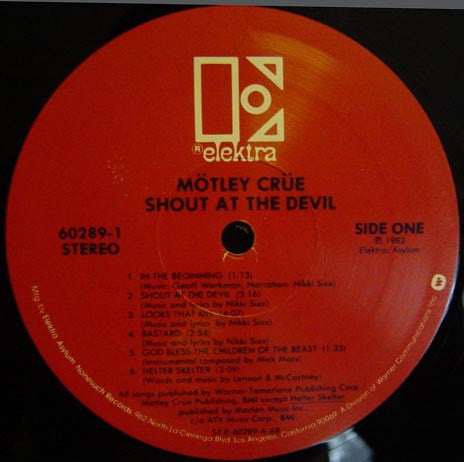 ® elektra
MÖTLEY CRÜE
SHOUT AT THE DEVIL
60289-1
STEREO
SIDE ONE
℗ 1983
Elektra/Asylum
1. IN THE BEGINNING (1:13)
(Music: Geoff Workman, Narration: Nikki Sixx)
2. SHOUT AT THE DEVIL (3:16)
(Music and lyrics by Nikki Sixx)
3. LOOKS THAT KILL (4:07)
(Music and lyrics by Nikki Sixx)
4. BASTARD (2:54)
(Music and lyrics by Nikki Sixx)
5. GOD BLESS THE CHILDREN OF THE BEAST (1:33)
(Instrumental composed by Mick Mars)
6. HELTER SKELTER (3:09)
(Words and music by Lennon & McCartney)
All songs published by Warner-Tamerlane Publishing Corp.
Motley Crue Publishing, BMI except Helter Skelter
published by Maclen Music Inc.,
c/o ATV Music Corp., BMI.
ST-E-60289-A-AR
Mfg. by Elektra Asylum Nonesuch Records, 962 North La Cienega Blvd. Los Angeles, California 90069. A Division of Warner Communications Inc.